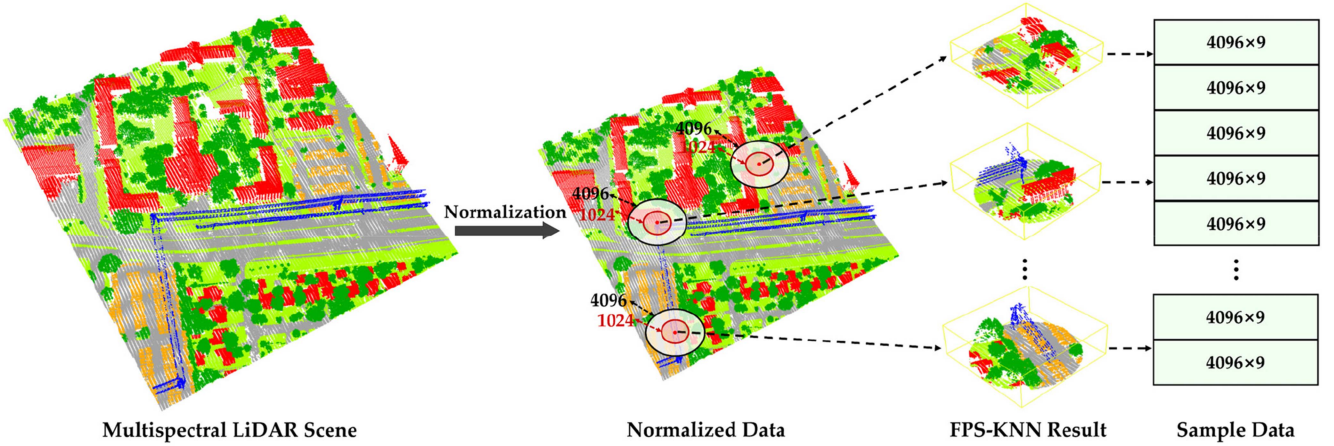 4096
1024
4096
1024
Normalization
4096
1024
4096×9
4096×9
4096×9
4096×9
4096×9
4096×9
4096×9
Multispectral LiDAR Scene
Normalized Data
FPS-KNN Result
Sample Data